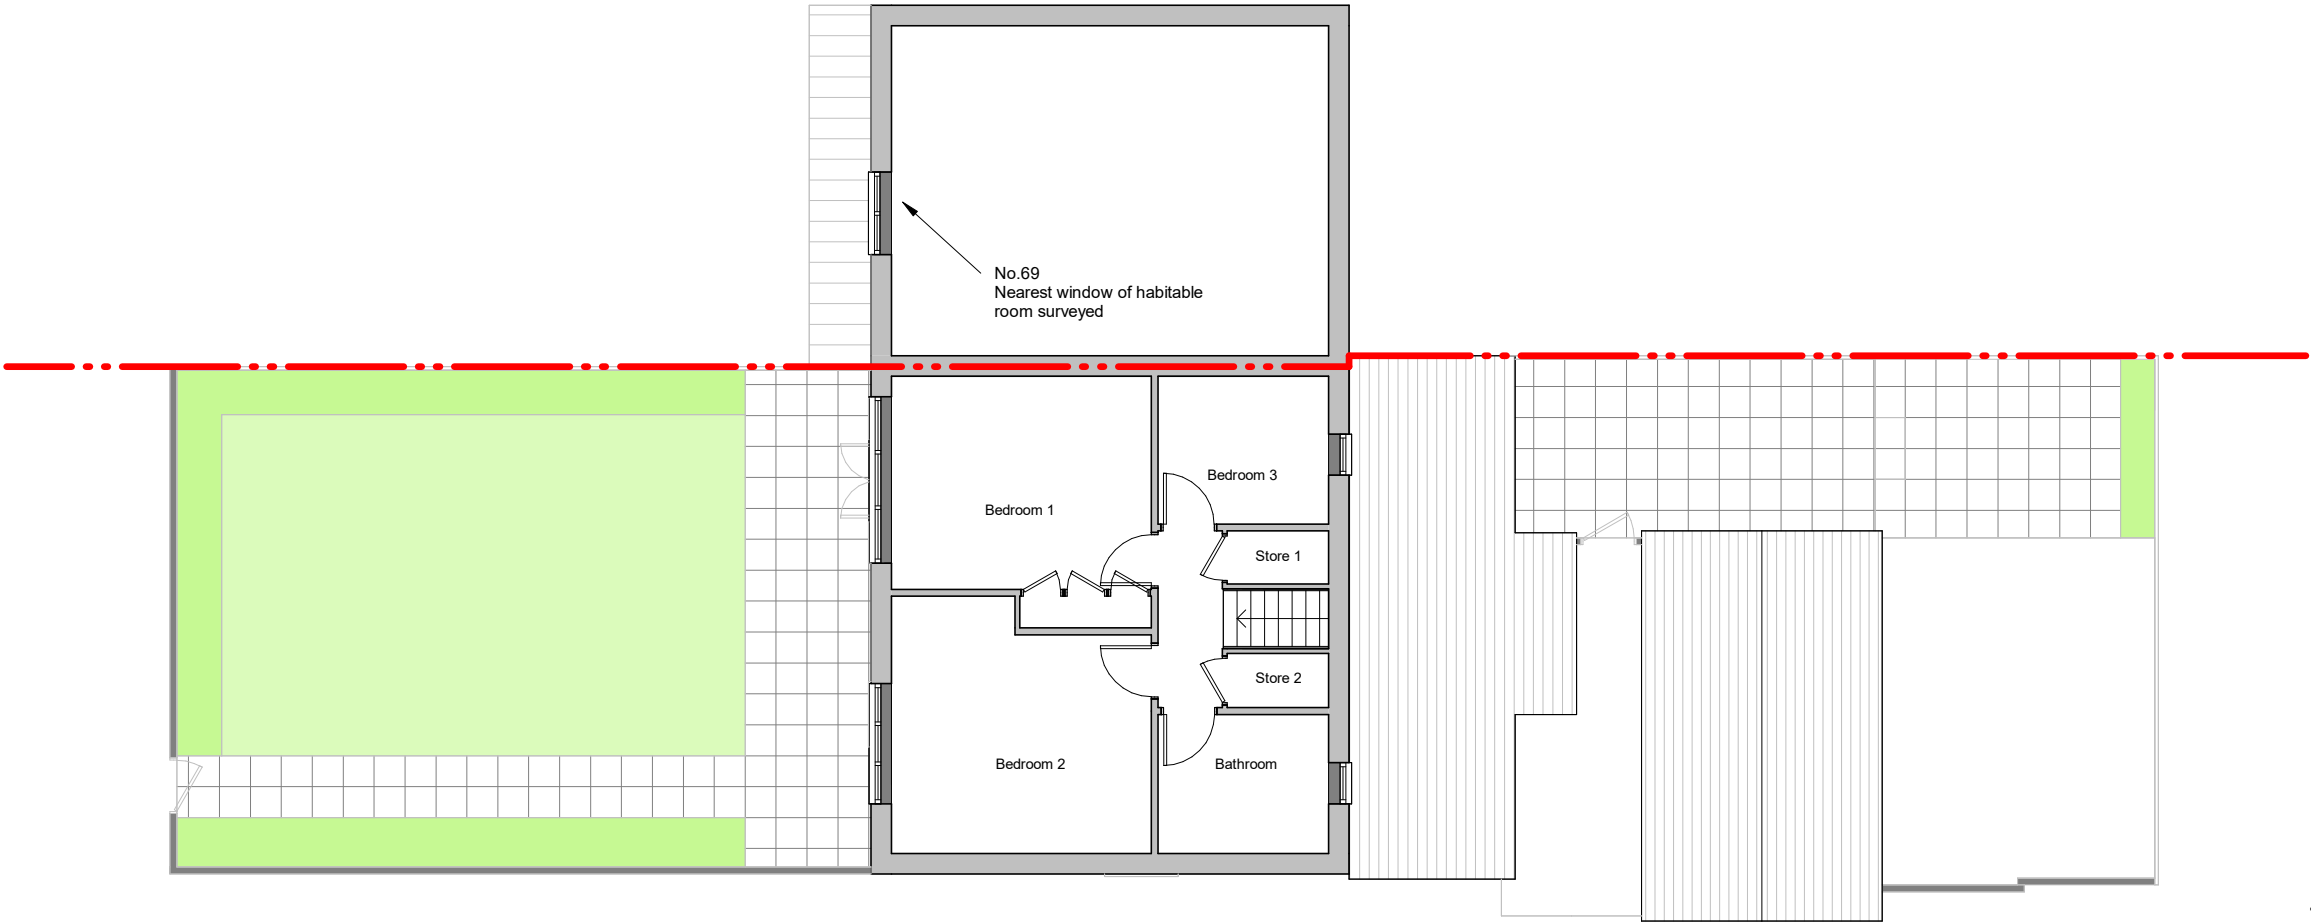 No.69
Nearest window of habitable
room surveyed
Bedroom 3
Bedroom 1
Store 1
Store 2
Bedroom 2
Bathroom